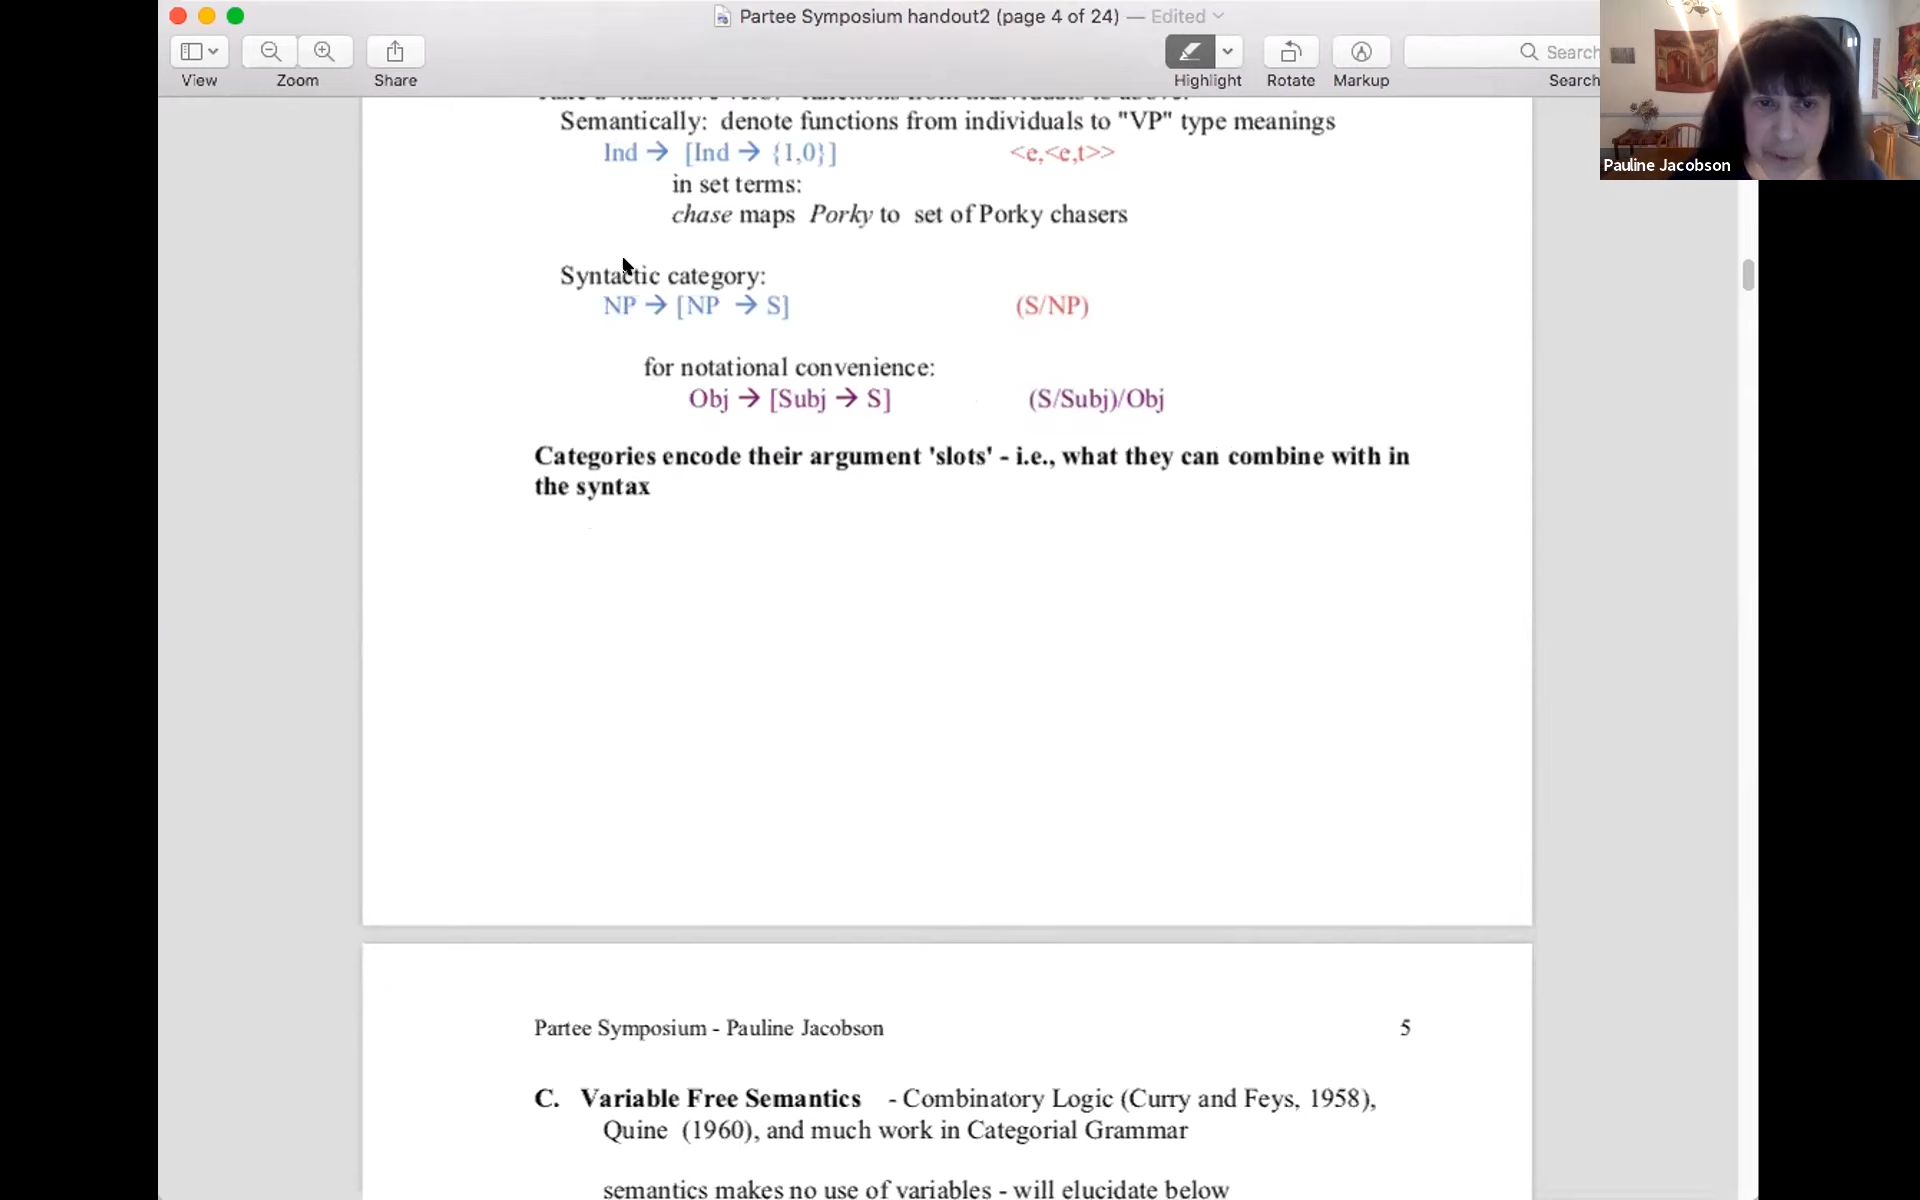 Partee Symposium handout2 (page 4 of 24) — Edited
View
Zoom
Share
Highlight
Rotate
Markup
Search
Search
Pauline Jacobson
Semantically: denote functions from individuals to "VP" type meanings
Ind → [Ind → {1,0}] <e,<e,t>>
in set terms:
chase maps Porky to set of Porky chasers
Syntactic category:
NP → [NP → S] (S/NP)
for notational convenience:
Obj → [Subj → S] (S/Subj)/Obj
Categories encode their argument 'slots' - i.e., what they can combine with in
the syntax
Partee Symposium - Pauline Jacobson 5
C. Variable Free Semantics - Combinatory Logic (Curry and Feys, 1958),
Quine (1960), and much work in Categorial Grammar
semantics makes no use of variables - will elucidate below